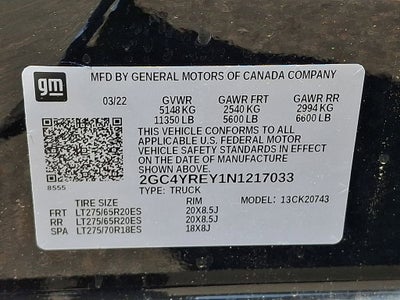 gm
MFD BY GENERAL MOTORS OF CANADA COMPANY
03/22 GVWR GAWR FRT GAWR RR
5148 KG 2540 KG 2994 KG
11350 LB 5600 LB 6600 LB
THIS VEHICLE CONFORMS TO ALL
APPLICABLE U.S. FEDERAL MOTOR
VEHICLE SAFETY STANDARDS IN EFFECT
ON THE DATE OF MANUFACTURE
SHOWN ABOVE.
2GC4YREY1N1217033
8555 TYPE: TRUCK
MODEL: 13CK20743
TIRE SIZE RIM
FRT LT275/65R20ES 20X8.5J
RR LT275/65R20ES 20X8.5J
SPA LT275/70R18ES 18X8J